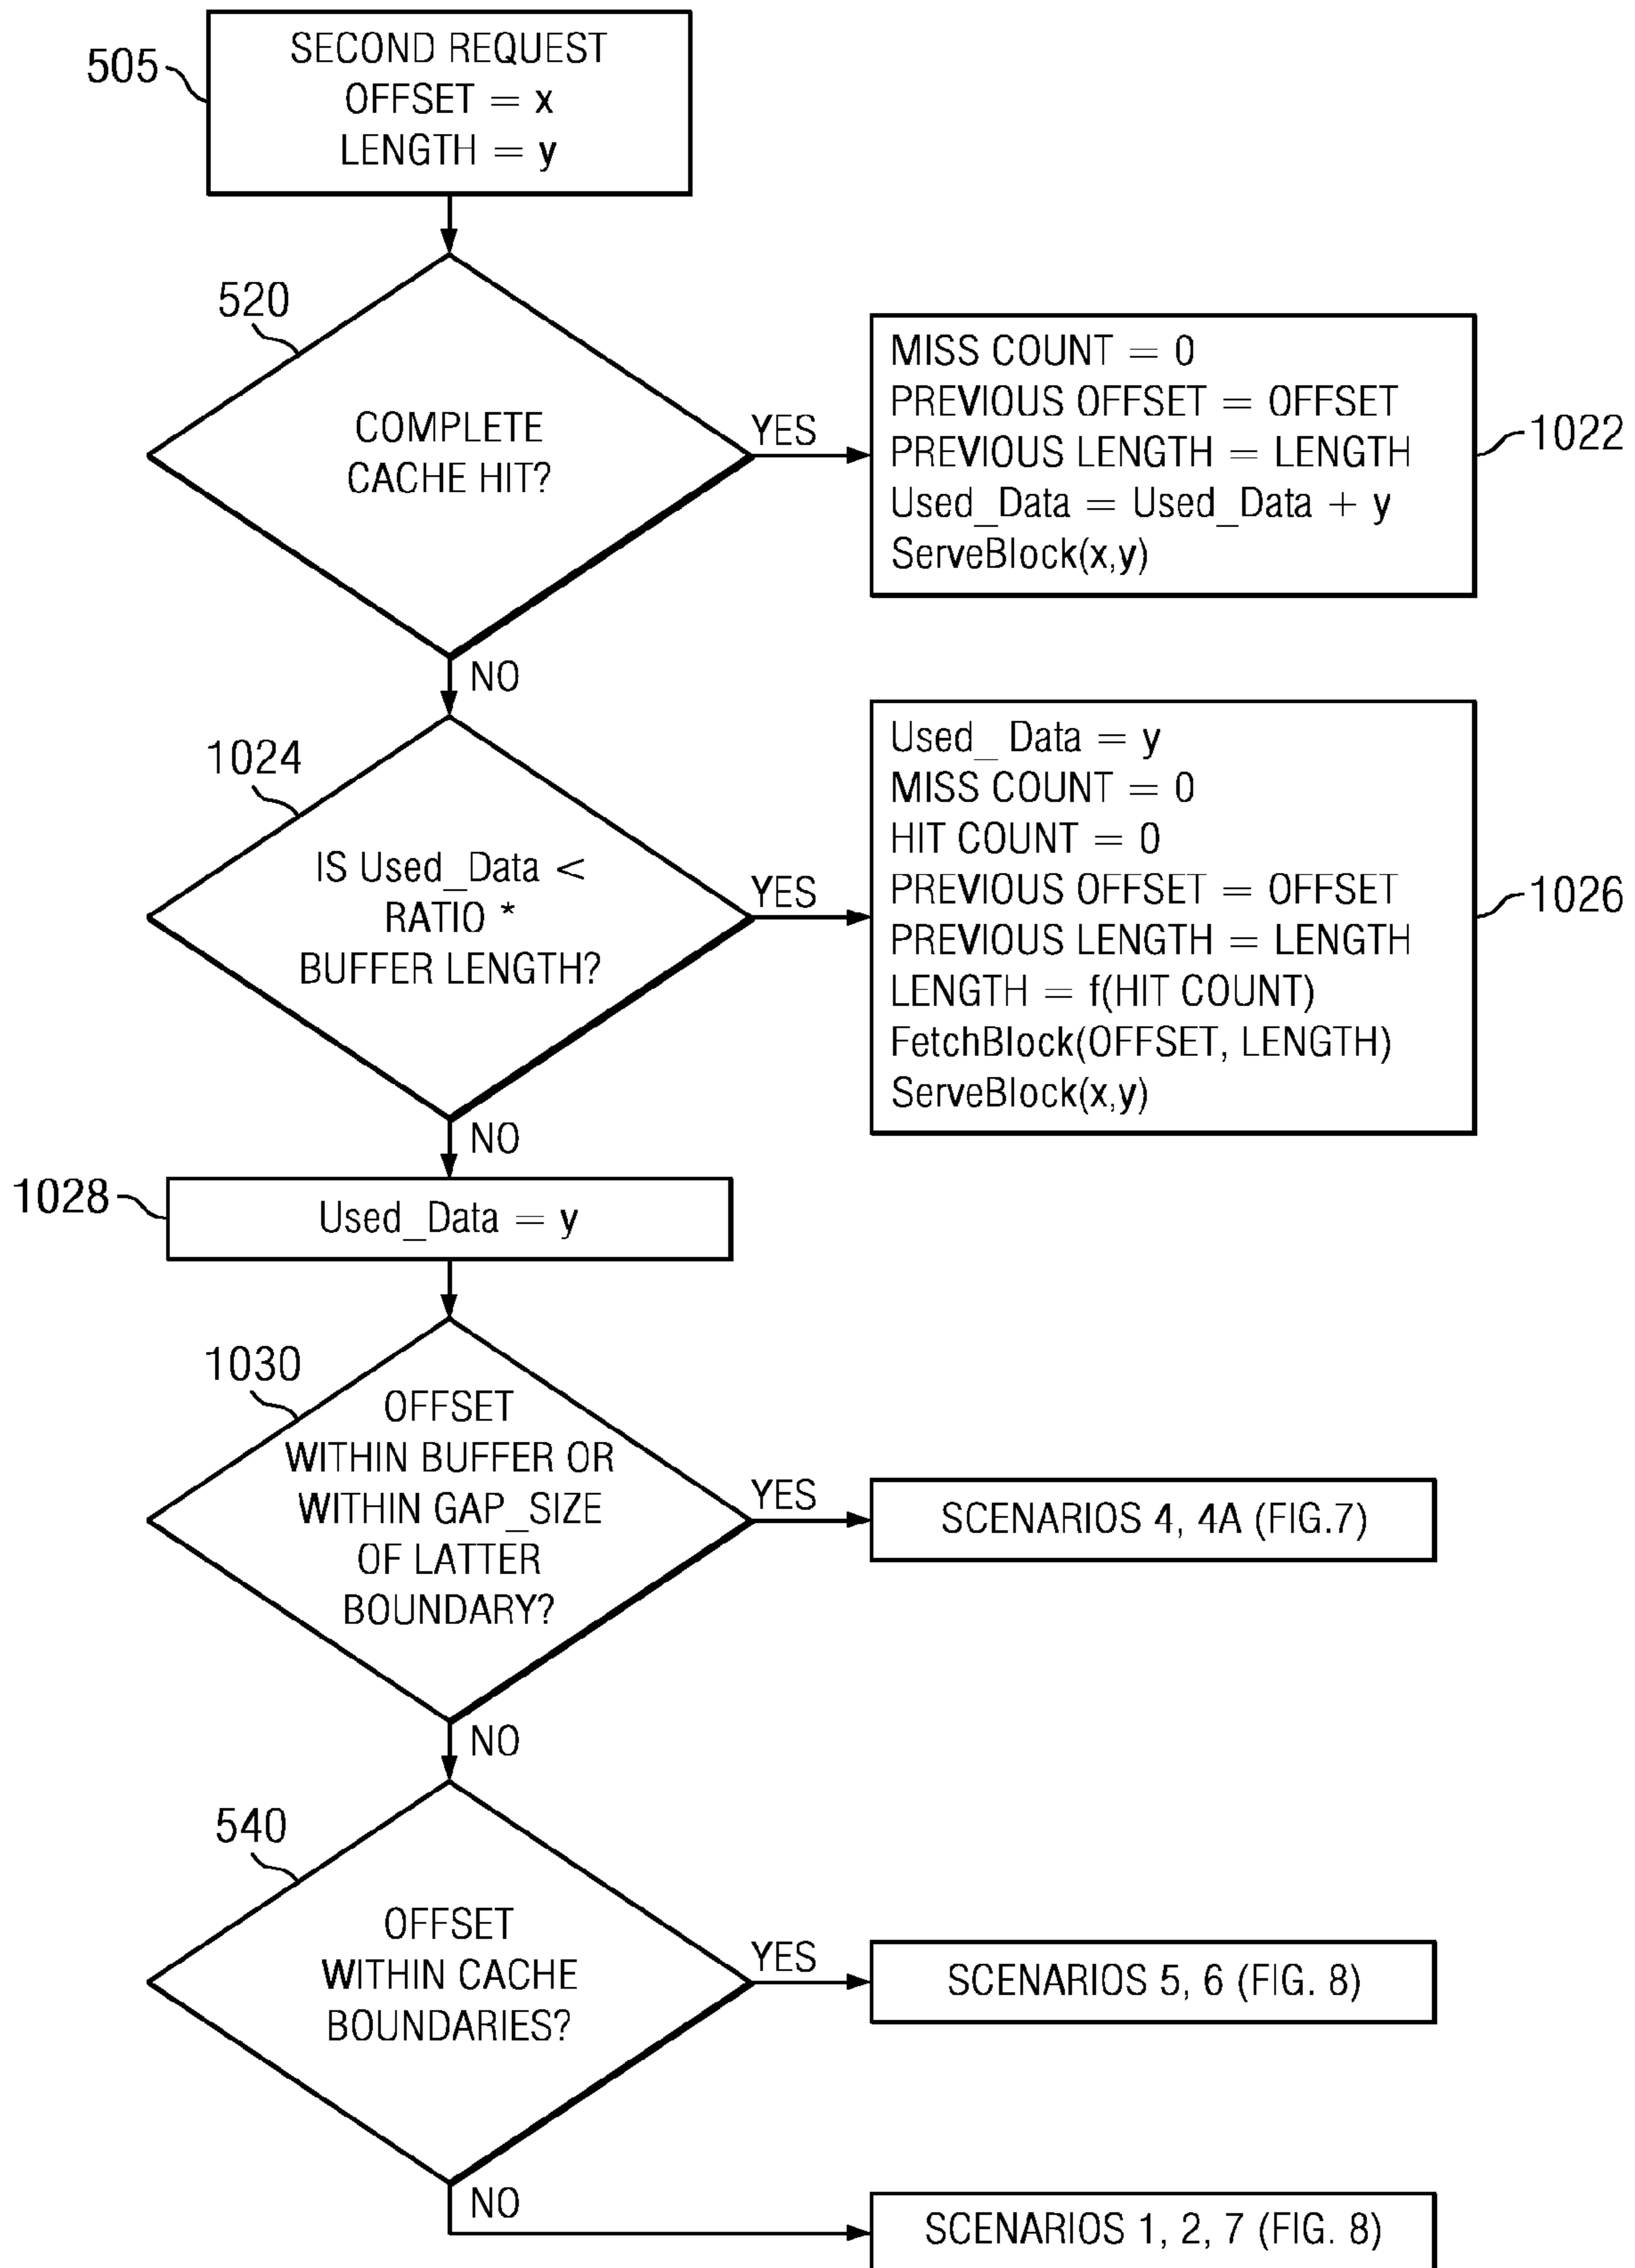 505
SECOND REQUEST
OFFSET = x
LENGTH = y
520
COMPLETE
CACHE HIT?
YES
MISS COUNT = 0
PREVIOUS OFFSET = OFFSET
PREVIOUS LENGTH = LENGTH
Used_Data = Used_Data + y
ServeBlock(x,y)
1022
NO
1024
IS Used_Data <
RATIO *
BUFFER LENGTH?
YES
Used_ Data = y
MISS COUNT = 0
HIT COUNT = 0
PREVIOUS OFFSET = OFFSET
PREVIOUS LENGTH = LENGTH
LENGTH = f(HIT COUNT)
FetchBlock(OFFSET, LENGTH)
ServeBlock(x,y)
1026
NO
1028
Used_Data = y
1030
OFFSET
WITHIN BUFFER OR
WITHIN GAP_SIZE
OF LATTER
BOUNDARY?
YES
SCENARIOS 4, 4A (FIG.7)
NO
540
OFFSET
WITHIN CACHE
BOUNDARIES?
YES
SCENARIOS 5, 6 (FIG. 8)
NO
SCENARIOS 1, 2, 7 (FIG. 8)